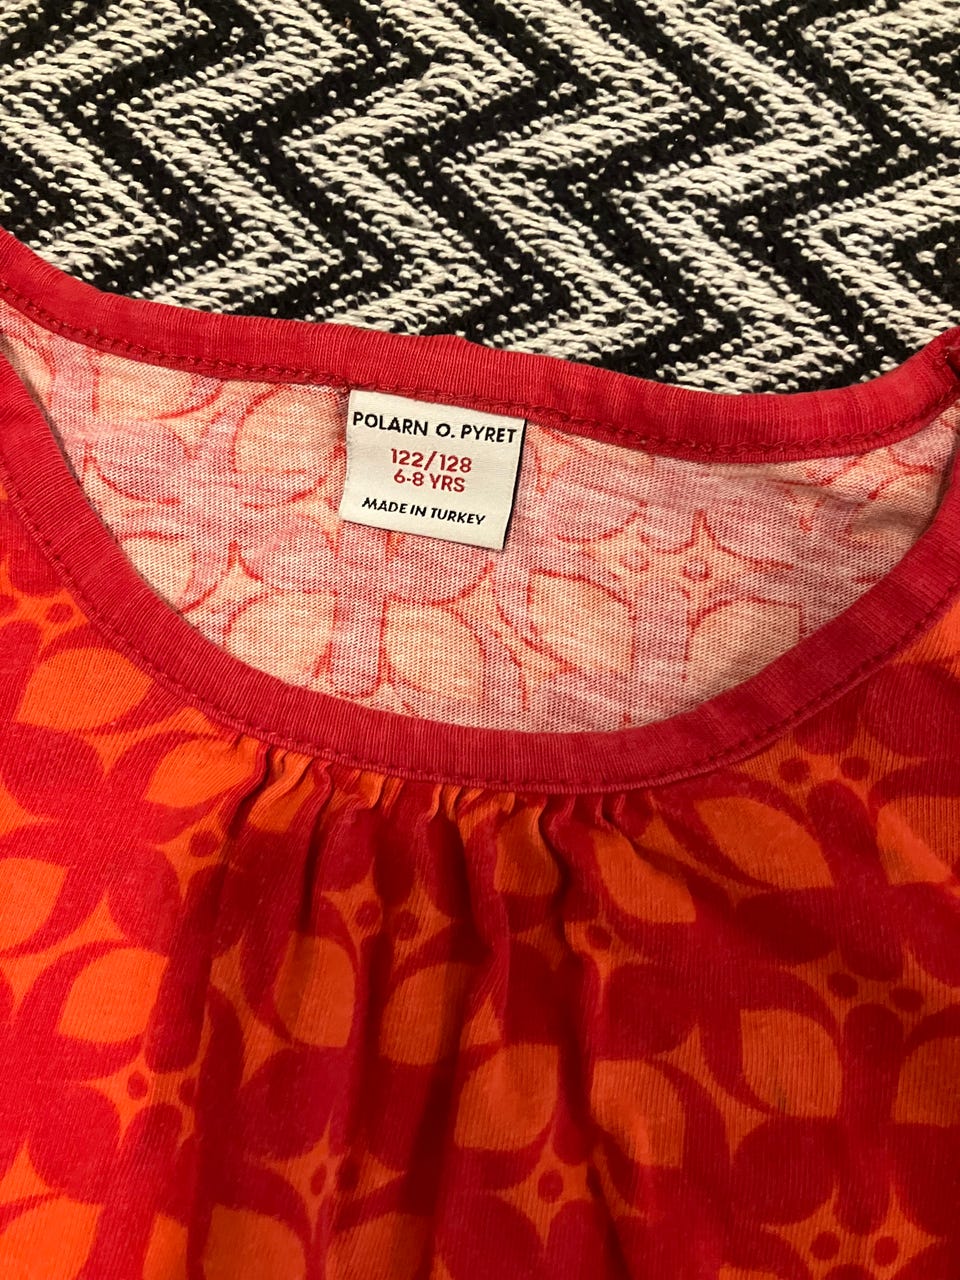 POLARN O. PYRET
122/128
6-8 YRS
MADE IN TURKEY